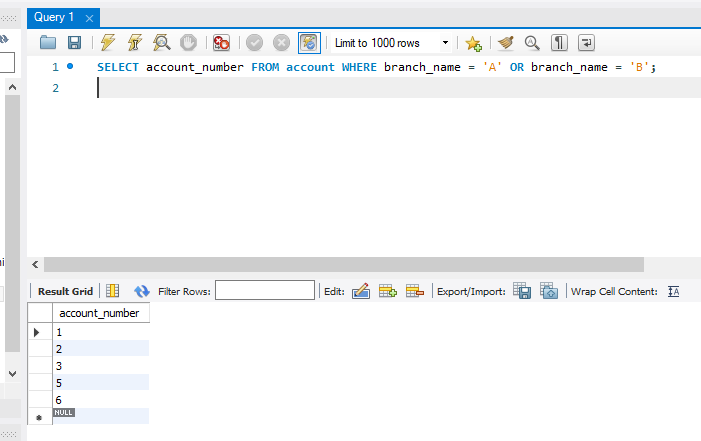 Query 1
Limit to 1000 rows
1 SELECT account_number FROM account WHERE branch_name = 'A' OR branch_name = 'B';
2
Result Grid Filter Rows: Edit: Export/Import: Wrap Cell Content:
account_number
1
2
3
5
6
NULL